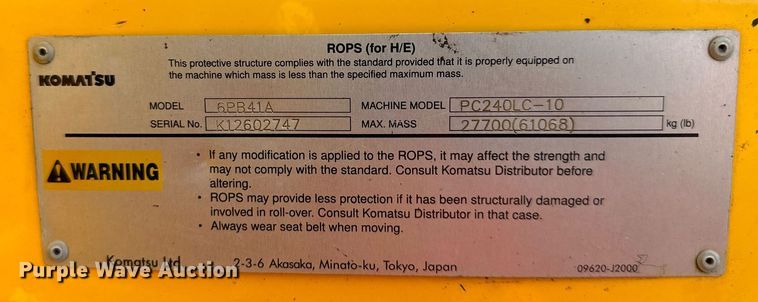 ROPS (for H/E)
This protective structure complies with the standard provided that it is properly equipped on
the machine which mass is less than the specified maximum mass.
KOMATSU
MODEL 6PB41A MACHINE MODEL PC240LC-10
SERIAL No. K12602747 MAX. MASS 27700(61068) kg (lb)
WARNING
• If any modification is applied to the ROPS, it may affect the strength and
may not comply with the standard. Consult Komatsu Distributor before
altering.
• ROPS may provide less protection if it has been structurally damaged or
involved in roll-over. Consult Komatsu Distributor in that case.
• Always wear seat belt when moving.
Komatsu Ltd. 2-3-6 Akasaka, Minato-ku, Tokyo, Japan 09620-J2000
Purple Wave Auction